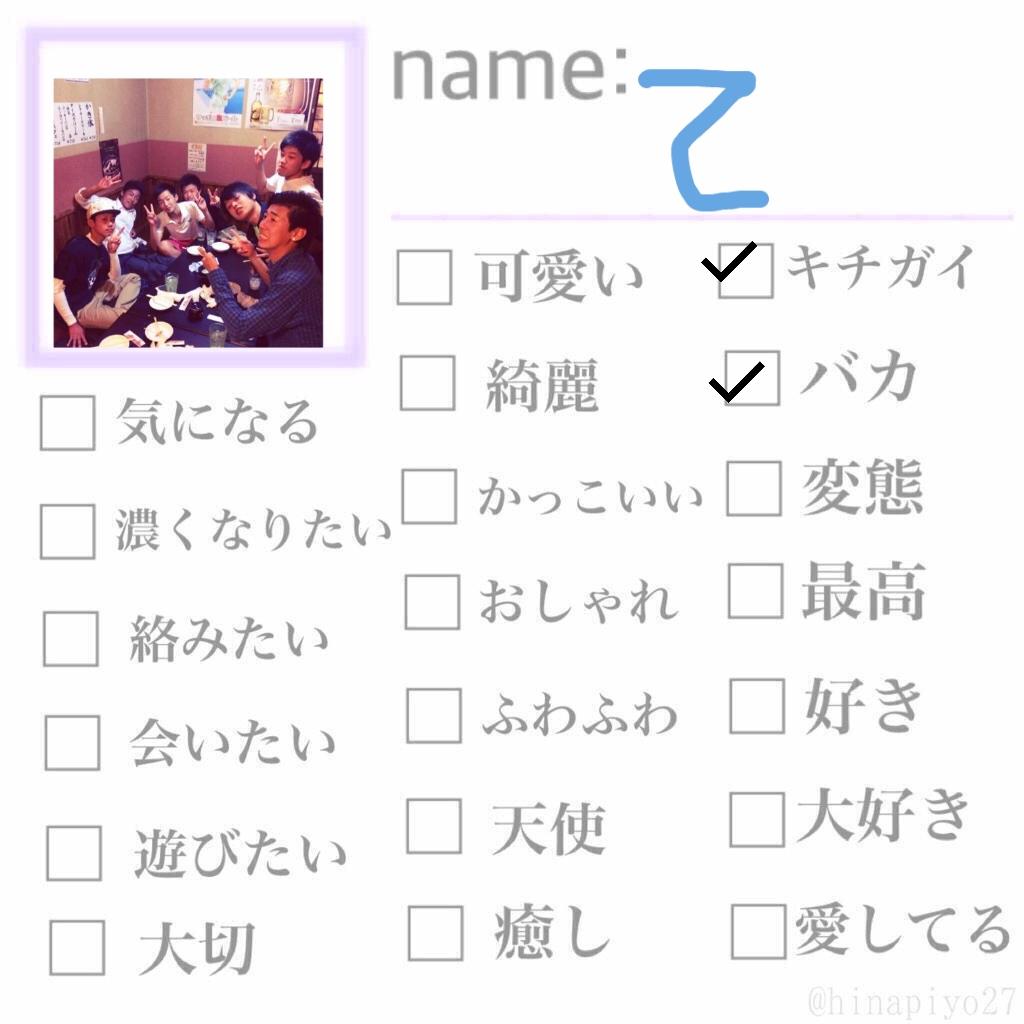 name:て
可愛い
キチガイ
綺麗
バカ
気になる
かっこいい
変態
濃くなりたい
おしゃれ
最高
絡みたい
ふわふわ
好き
会いたい
天使
大好き
遊びたい
癒し
愛してる
大切
@hinapiyo27